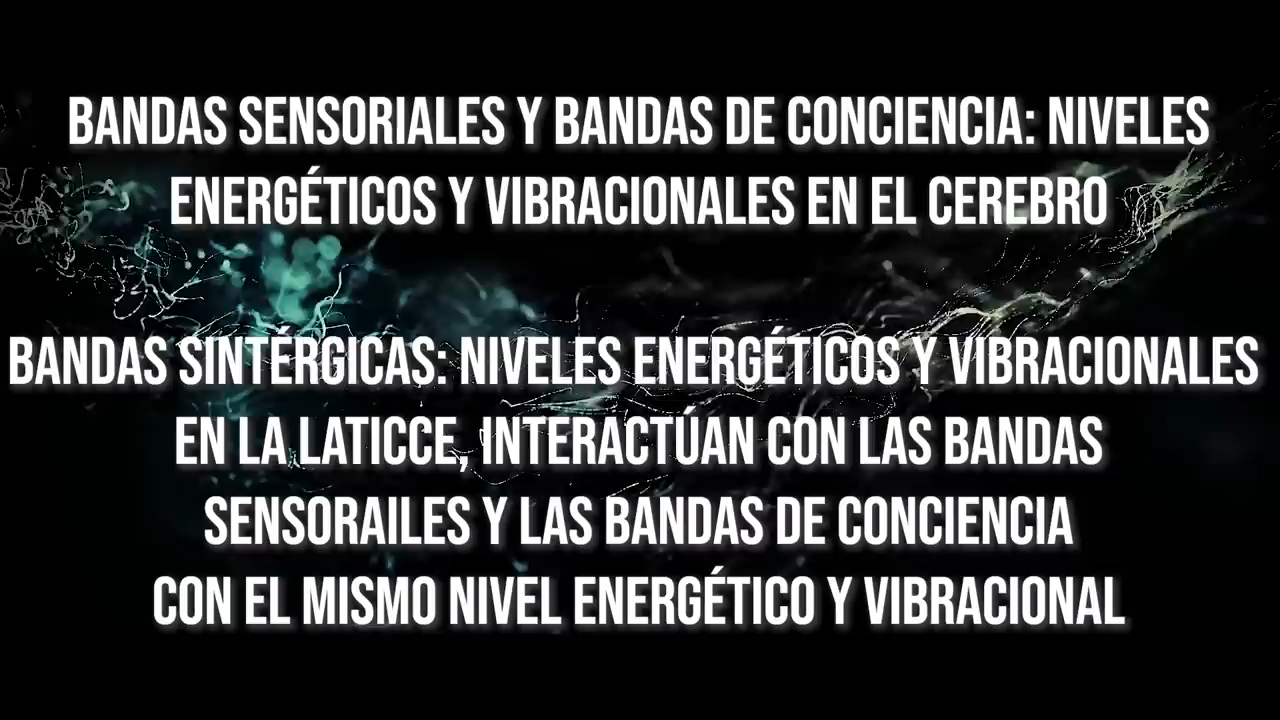 BANDAS SENSORIALES Y BANDAS DE CONCIENCIA: NIVELES
ENERGÉTICOS Y VIBRACIONALES EN EL CEREBRO
BANDAS SINTÉRGICAS: NIVELES ENERGÉTICOS Y VIBRACIONALES
EN LA LATICCE, INTERACTÚAN CON LAS BANDAS
SENSORAILES Y LAS BANDAS DE CONCIENCIA
CON EL MISMO NIVEL ENERGÉTICO Y VIBRACIONAL